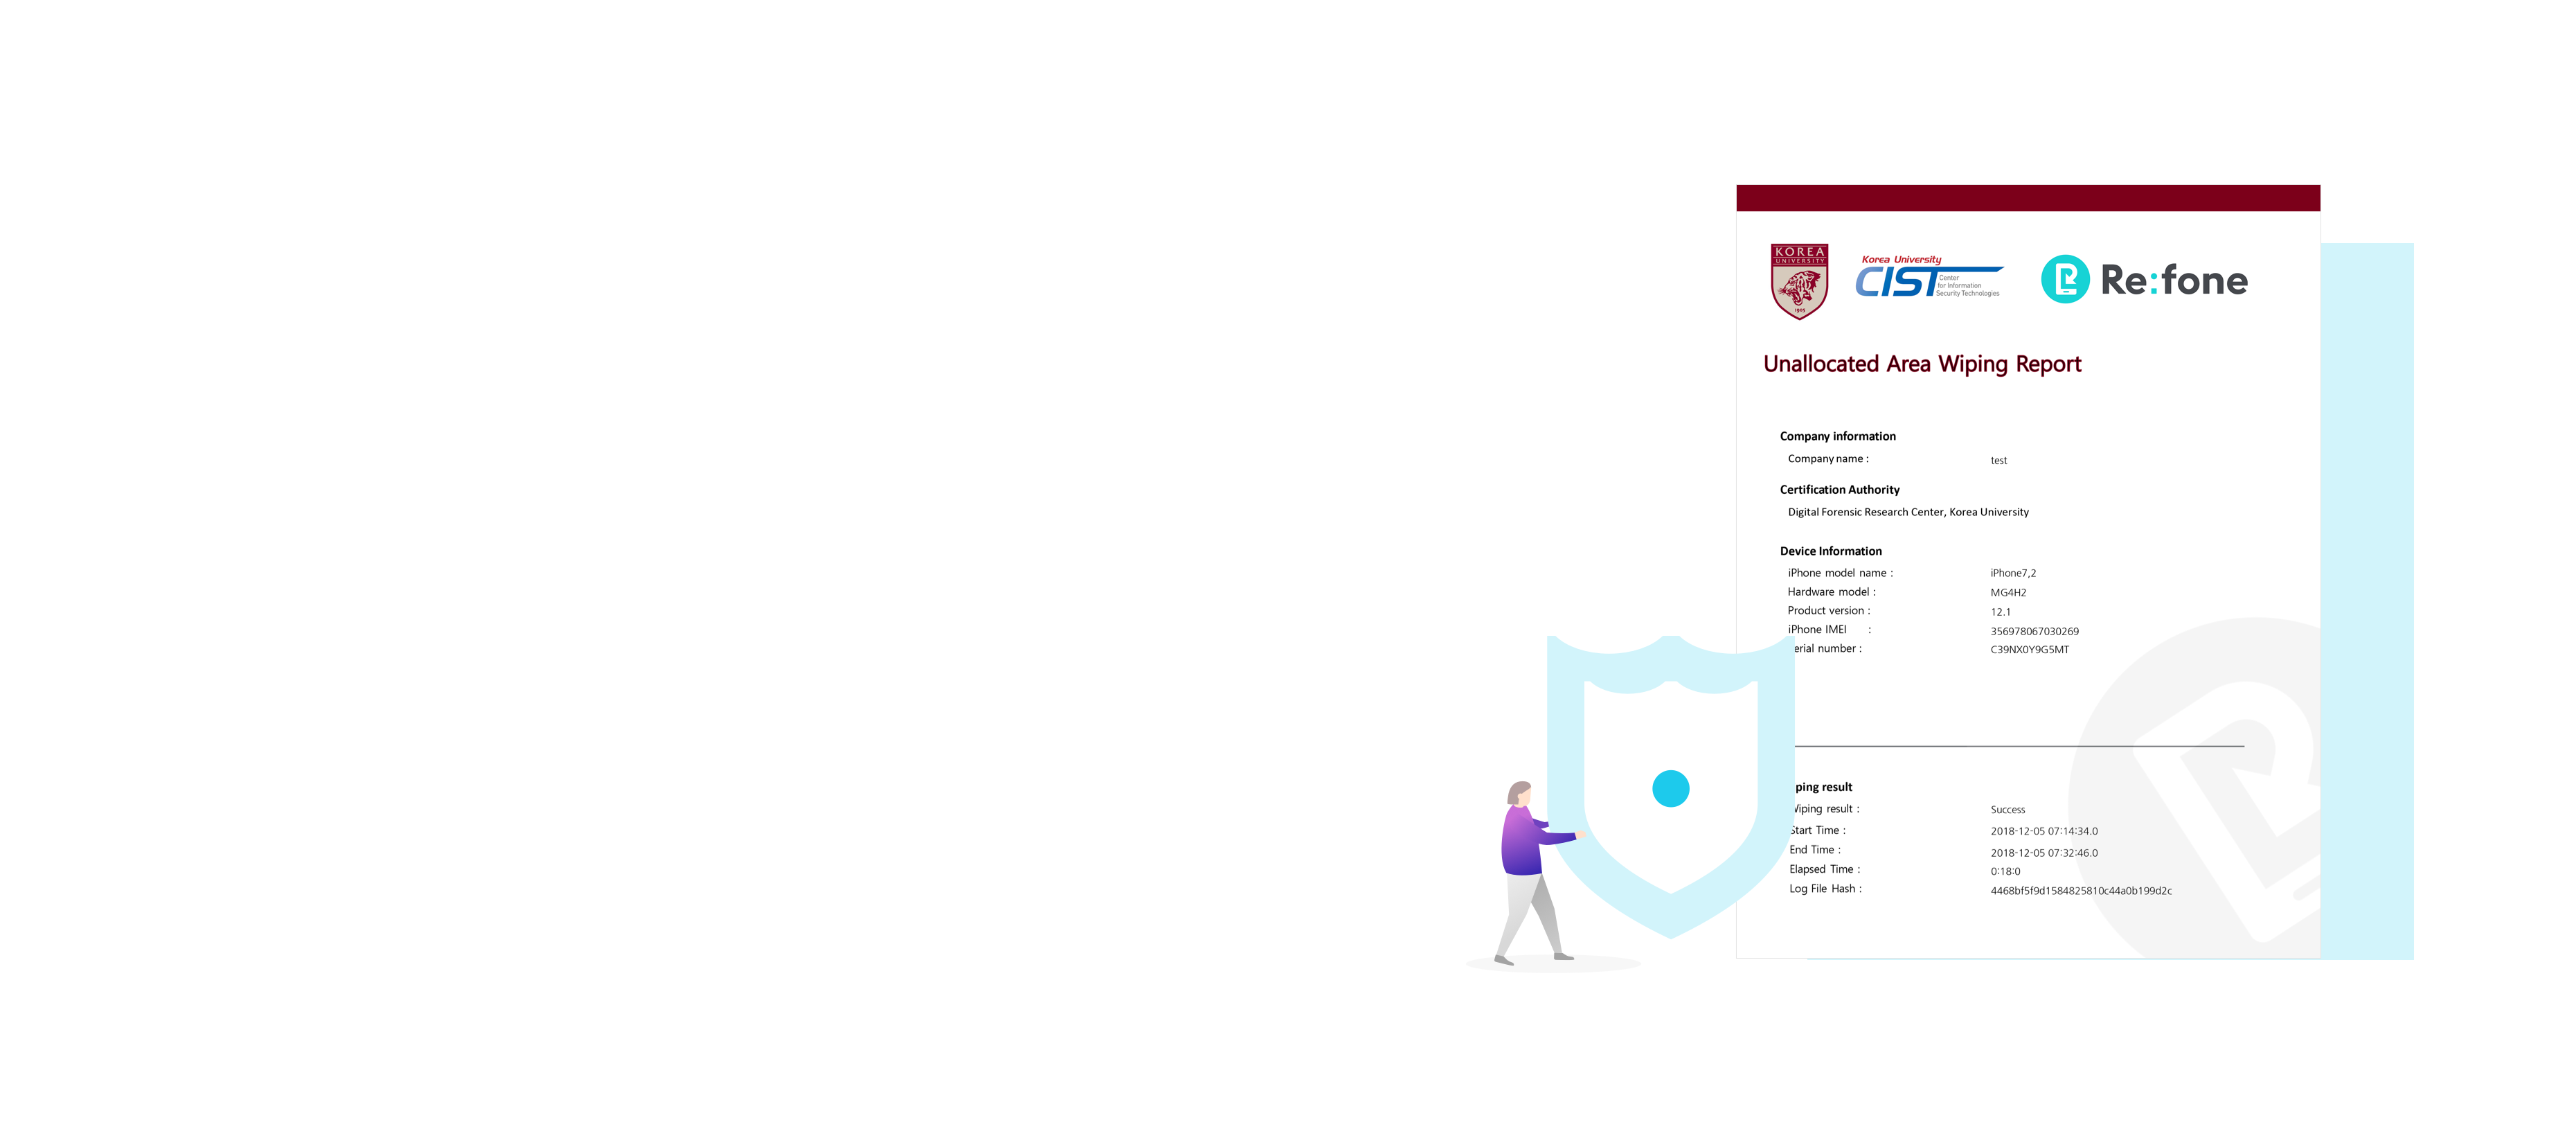 KOREA
UNIVERSITY
1905
Korea University
CIST
Center
for Information
Security Technologies
Re:fone
Unallocated Area Wiping Report
Company information
Company name : test
Certification Authority
Digital Forensic Research Center, Korea University
Device Information
iPhone model name : iPhone7,2
Hardware model : MG4H2
Product version : 12.1
iPhone IMEI : 356978067030269
erial number : C39NX0Y9G5MT
ping result
Wiping result : Success
Start Time : 2018-12-05 07:14:34.0
End Time : 2018-12-05 07:32:46.0
Elapsed Time : 0:18:0
Log File Hash : 4468bf5f9d1584825810c44a0b199d2c